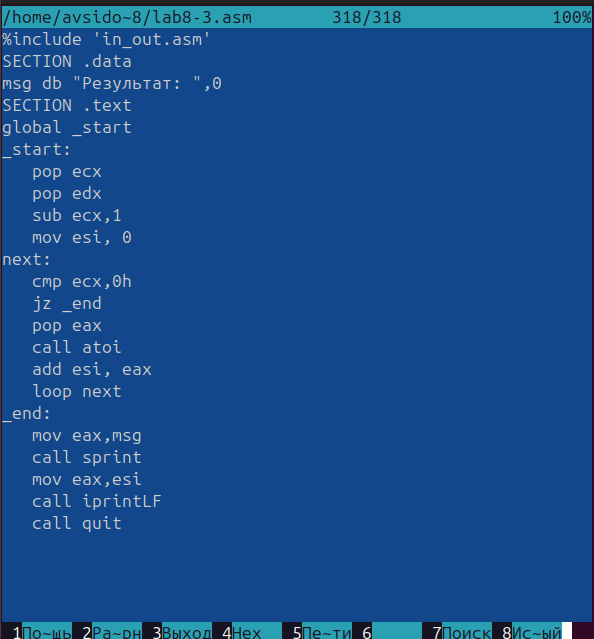 /home/avsido~8/lab8-3.asm 318/318 100%
%include 'in_out.asm'
SECTION .data
msg db "Результат: ",0
SECTION .text
global _start
_start:
pop ecx
pop edx
sub ecx,1
mov esi, 0
next:
cmp ecx,0h
jz _end
pop eax
call atoi
add esi, eax
loop next
_end:
mov eax,msg
call sprint
mov eax,esi
call iprintLF
call quit
1По~щь 2Ра~рн 3Выход 4Hex 5Пе~ти 6 7Поиск 8Ис~ый